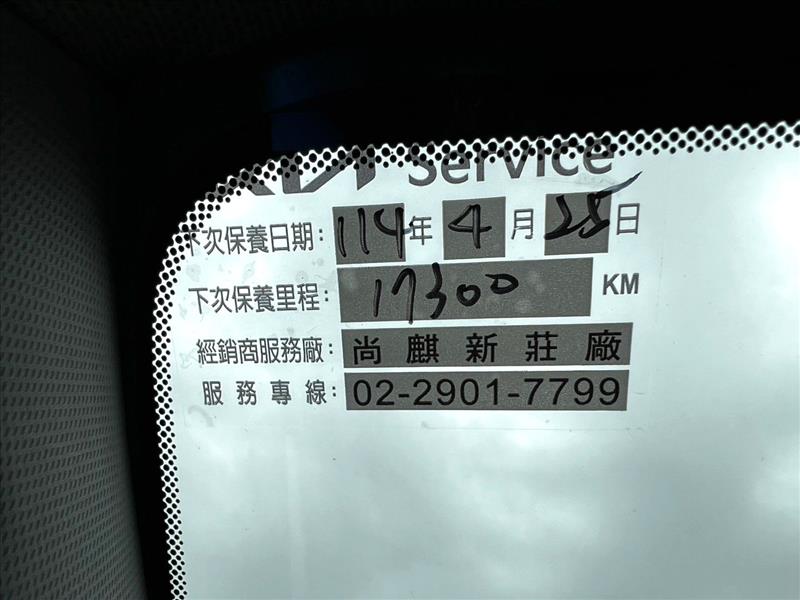 Service
下次保養日期：114年4月25日
下次保養里程：17300 KM
經銷商服務廠：尚麒新莊廠
服務專線：02-2901-7799